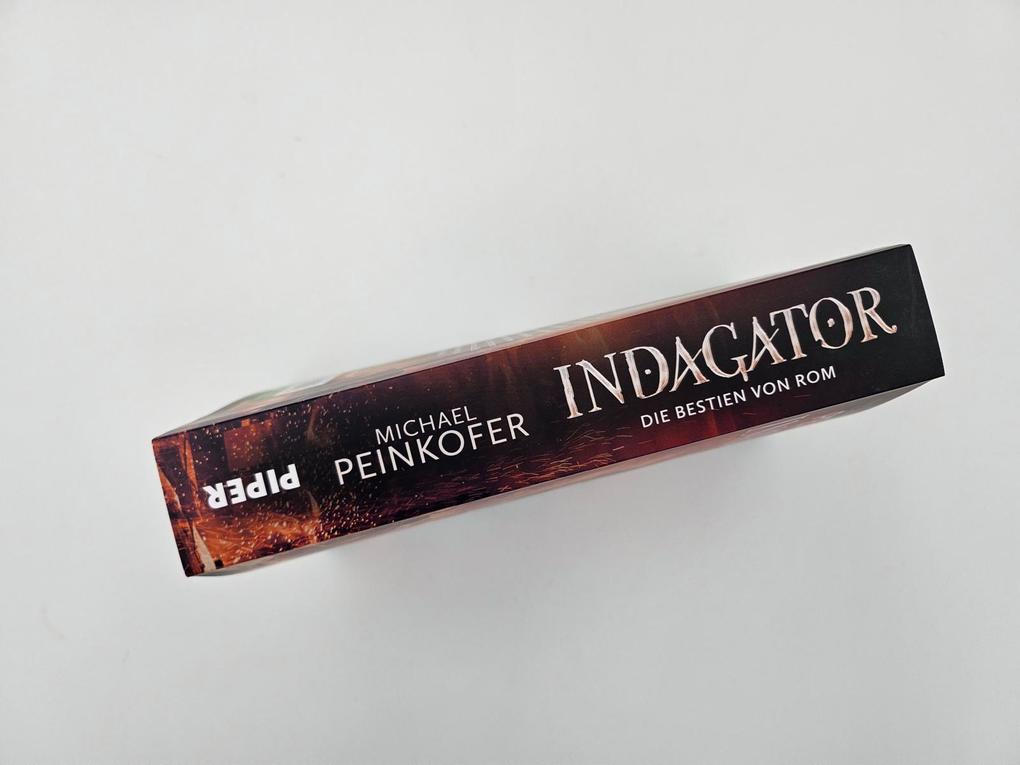 PIPER
MICHAEL
PEINKOFER
INDAGATOR
DIE BESTIEN VON ROM